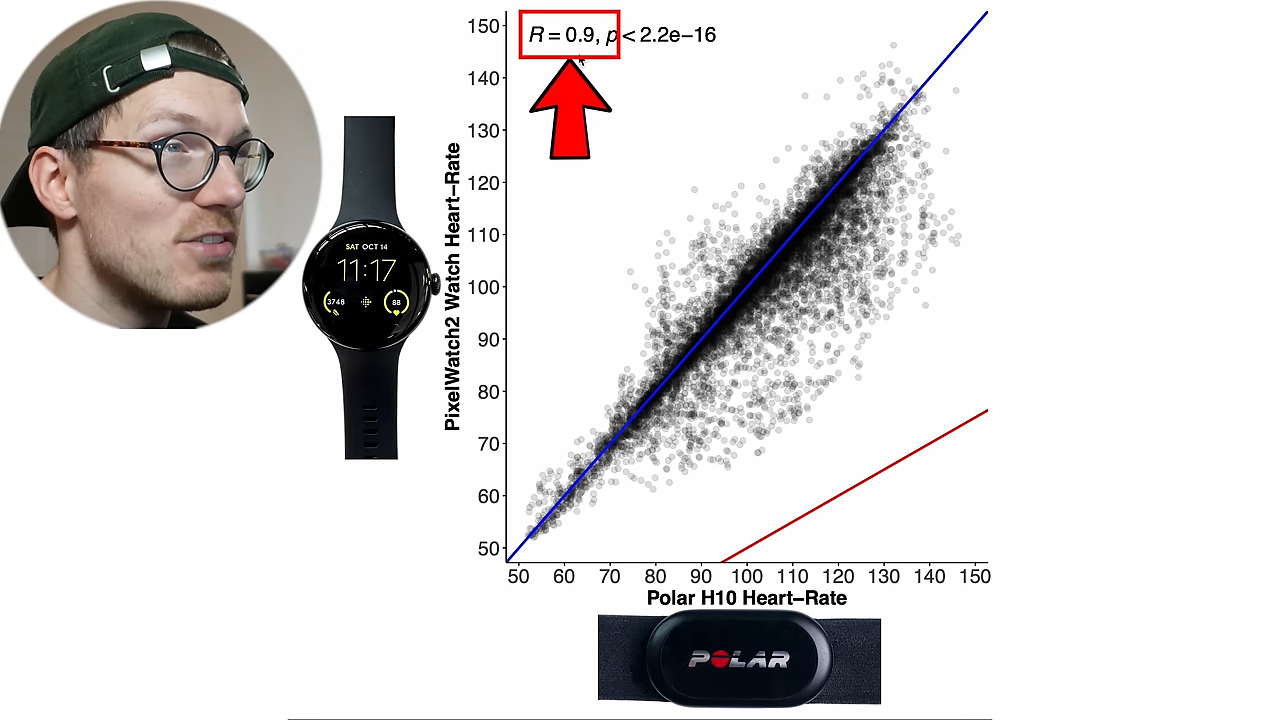 R = 0.9, p < 2.2e−16
150
140
130
120
110
100
90
80
70
60
50
PixelWatch2 Watch Heart−Rate
SAT OCT 14
11:17
3748
88
50 60 70 80 90 100 110 120 130 140 150
Polar H10 Heart−Rate
POLAR